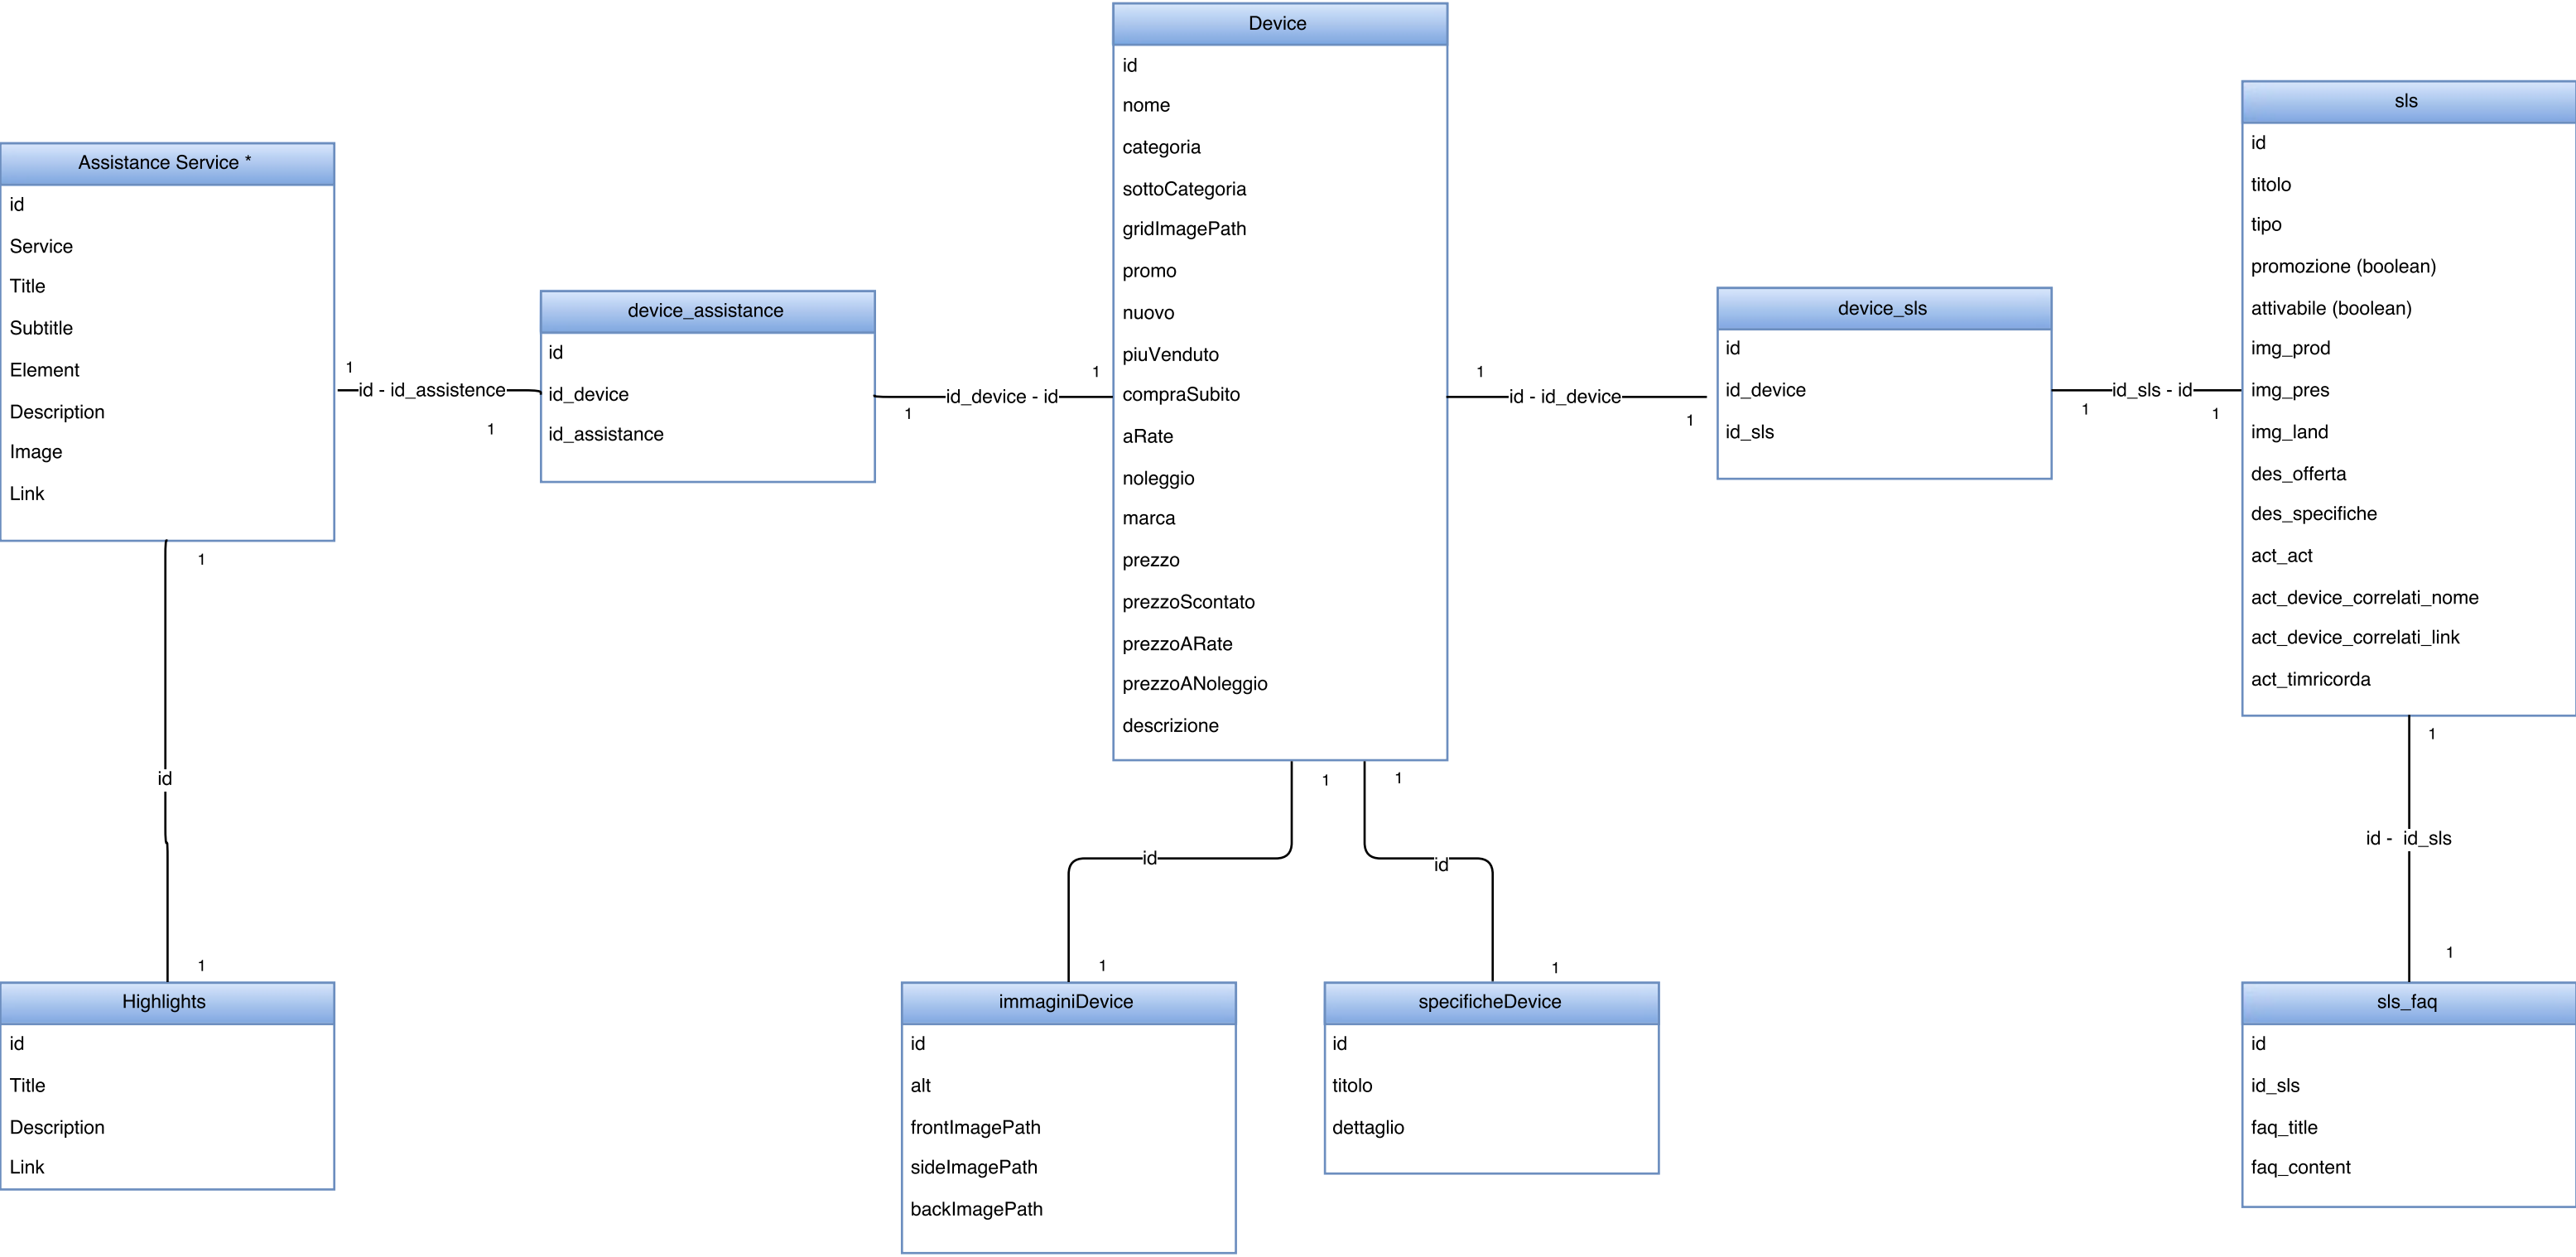 Device
id
nome
categoria
sottoCategoria
gridImagePath
promo
nuovo
piuVenduto
compraSubito
aRate
noleggio
marca
prezzo
prezzoScontato
prezzoARate
prezzoANoleggio
descrizione
Assistance Service *
id
Service
Title
Subtitle
Element
Description
Image
Link
1
id - id_assistence
1
device_assistance
id
id_device
id_assistance
1
id_device - id
1
1
id - id_device
1
device_sls
id
id_device
id_sls
1
id_sls - id
1
sls
id
titolo
tipo
promozione (boolean)
attivabile (boolean)
img_prod
img_pres
img_land
des_offerta
des_specifiche
act_act
act_device_correlati_nome
act_device_correlati_link
act_timricorda
1
id
1
Highlights
id
Title
Description
Link
1
id
1
immaginiDevice
id
alt
frontImagePath
sideImagePath
backImagePath
1
id
1
specificheDevice
id
titolo
dettaglio
1
id - id_sls
1
sls_faq
id
id_sls
faq_title
faq_content